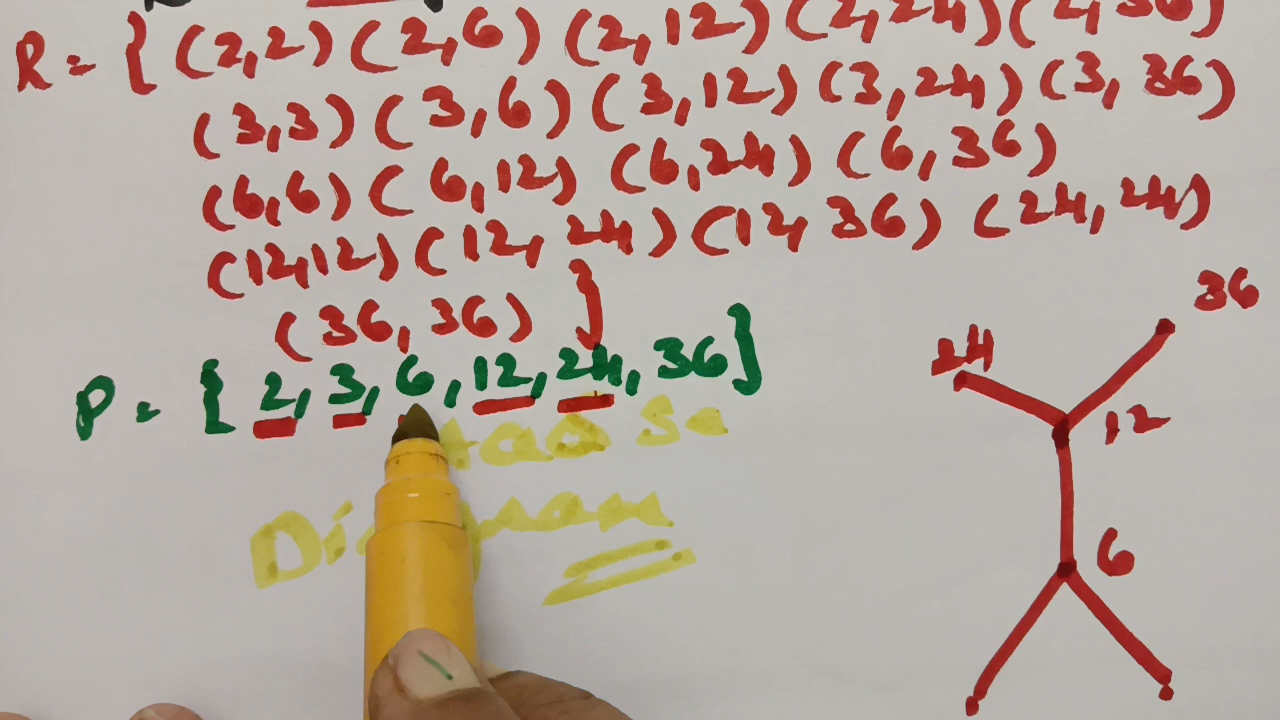 R = { (2,2) (2,6) (2,12) (2,24) (2,36)
(3,3) (3,6) (3,12) (3,24) (3,36)
(6,6) (6,12) (6,24) (6,36)
(12,12) (12,24) (12,36) (24,24)
(36,36) }
P = { 2, 3, 6, 12, 24, 36 }
Se
36
24
12
6